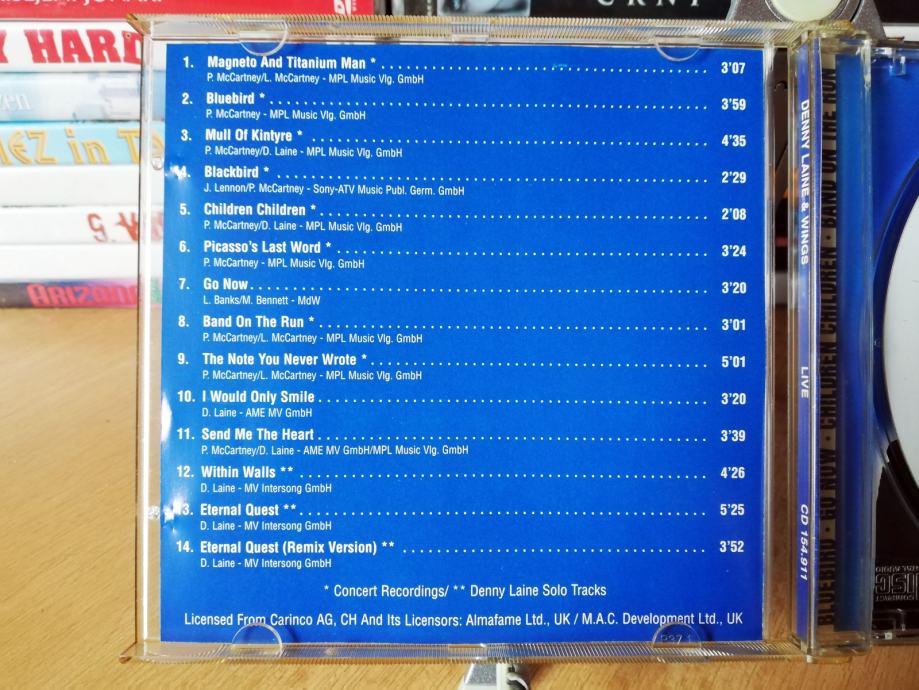 CRNI
Y HARD
zen
EZ in T
ARIZONA
1. Magneto And Titanium Man * 3'07
P. McCartney/L. McCartney - MPL Music Vlg. GmbH
2. Bluebird * 3'59
P. McCartney - MPL Music Vlg. GmbH
3. Mull Of Kintyre * 4'35
P. McCartney/D. Laine - MPL Music Vlg. GmbH
4. Blackbird * 2'29
J. Lennon/P. McCartney - Sony-ATV Music Publ. Germ. GmbH
5. Children Children * 2'08
P. McCartney/D. Laine - MPL Music Vlg. GmbH
6. Picasso's Last Word * 3'24
P. McCartney - MPL Music Vlg. GmbH
7. Go Now 3'20
L. Banks/M. Bennett - MdW
8. Band On The Run * 3'01
P. McCartney/L. McCartney - MPL Music Vlg. GmbH
9. The Note You Never Wrote * 5'01
P. McCartney/L. McCartney - MPL Music Vlg. GmbH
10. I Would Only Smile 3'20
D. Laine - AME MV GmbH
11. Send Me The Heart 3'39
P. McCartney/D. Laine - AME MV GmbH/MPL Music Vlg. GmbH
12. Within Walls ** 4'26
D. Laine - MV Intersong GmbH
13. Eternal Quest ** 5'25
D. Laine - MV Intersong GmbH
14. Eternal Quest (Remix Version) ** 3'52
D. Laine - MV Intersong GmbH
* Concert Recordings/ ** Denny Laine Solo Tracks
Licensed From Carinco AG, CH And Its Licensors: Almafame Ltd., UK / M.A.C. Development Ltd., UK
DENNY LAINE & WINGS LIVE CD 154.911
BLUEBIRD • GO NOW • CHILDREN CHILDREN • BAND ON THE RUN